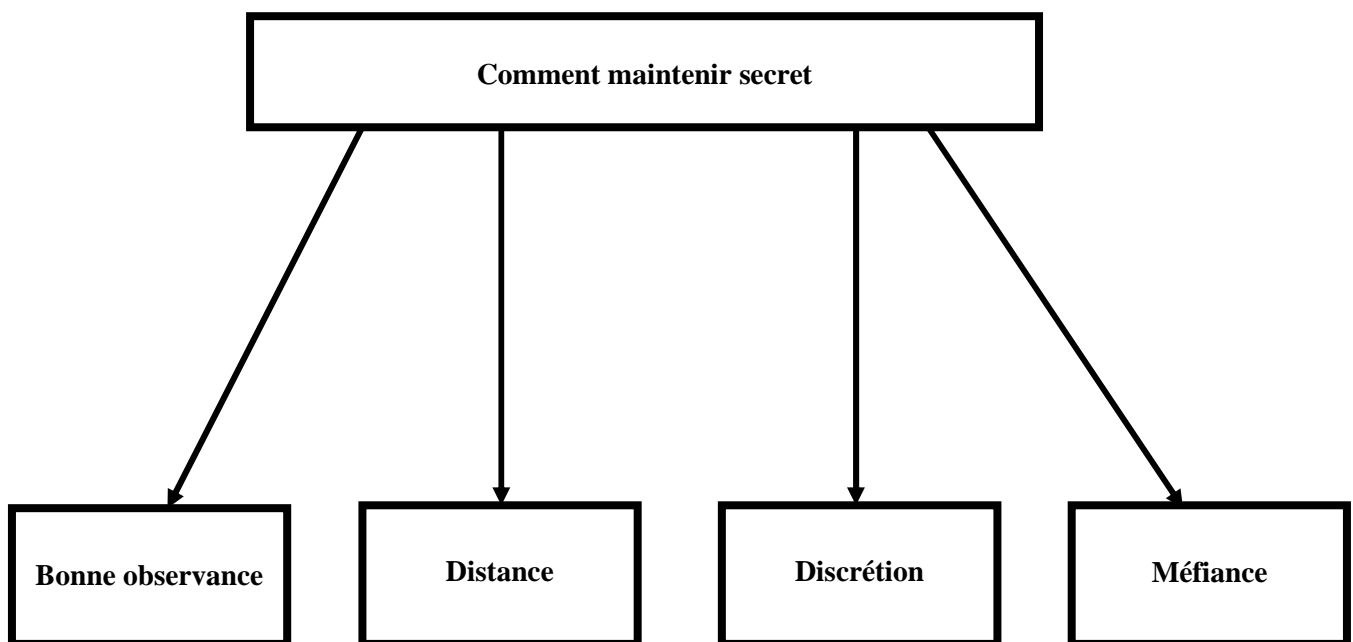 Comment maintenir secret
Bonne observance
Distance
Discrétion
Méfiance